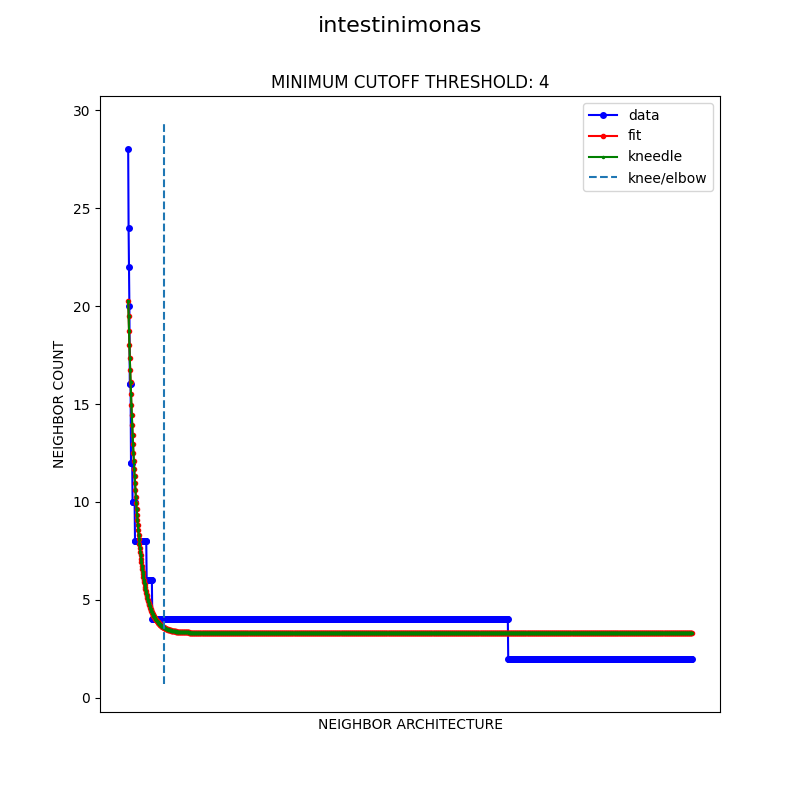 intestinimonas
MINIMUM CUTOFF THRESHOLD: 4
30
25
20
15
10
5
0
NEIGHBOR COUNT
data
fit
kneedle
knee/elbow
NEIGHBOR ARCHITECTURE